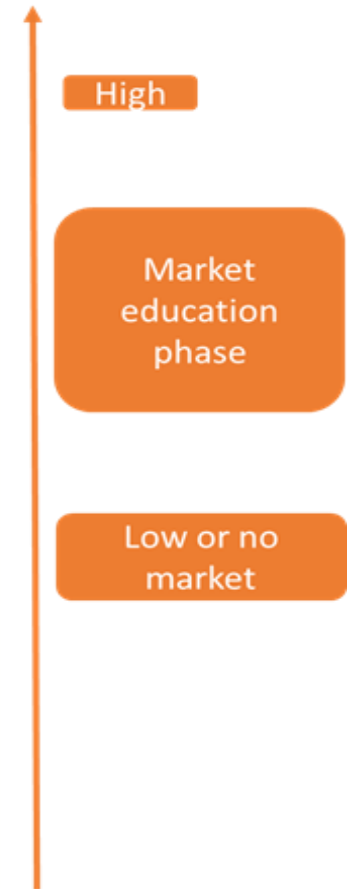 High
Market
education
phase
Low or no
market